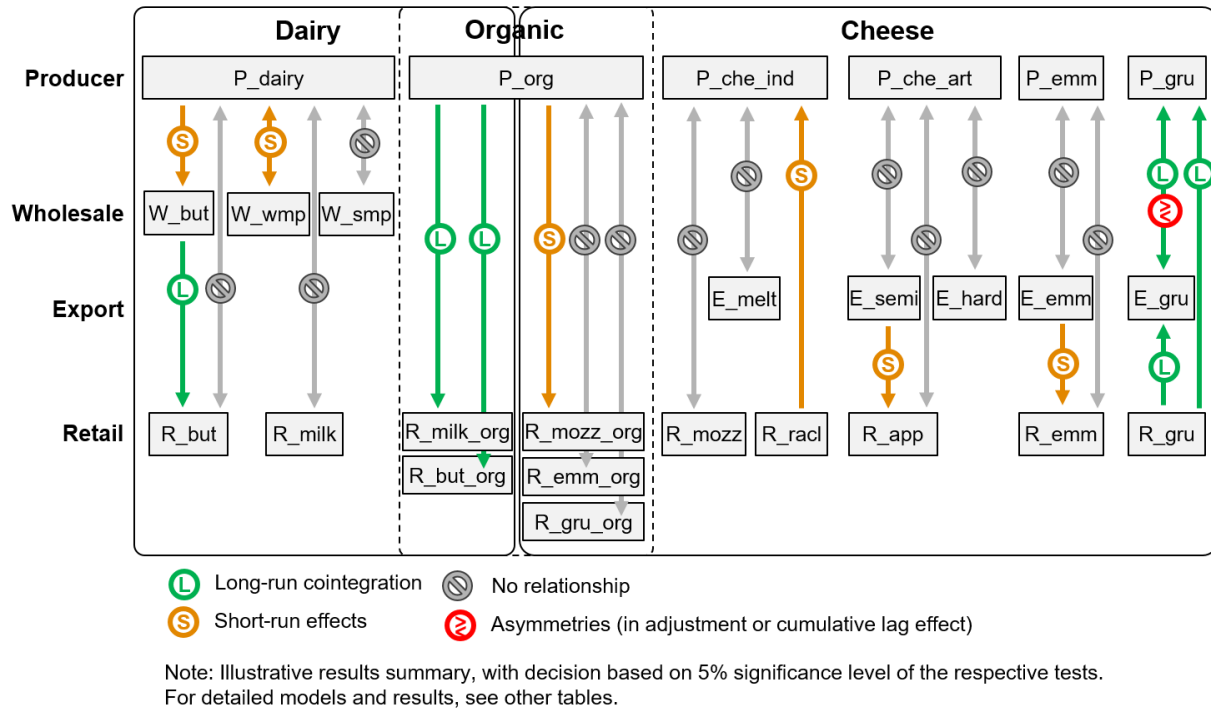 Dairy Organic Cheese
Producer P_dairy P_org P_che_ind P_che_art P_emm P_gru
S S L L
Wholesale W_but W_wmp W_smp
L L S
L
Export E_melt E_semi E_hard E_emm E_gru
S S L
Retail R_but R_milk R_milk_org R_mozz_org R_mozz R_racl R_app R_emm R_gru
R_but_org R_emm_org
R_gru_org
L Long-run cointegration No relationship
S Short-run effects Asymmetries (in adjustment or cumulative lag effect)
Note: Illustrative results summary, with decision based on 5% significance level of the respective tests.
For detailed models and results, see other tables.